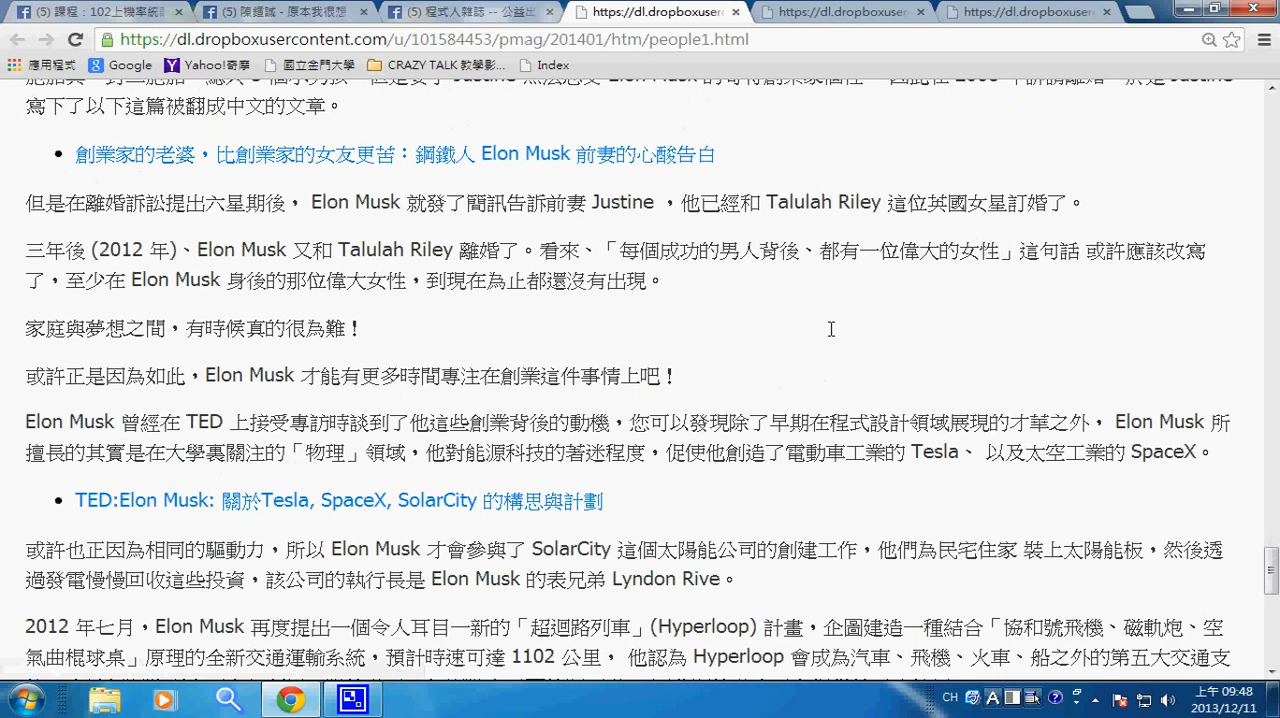 (5) 課程：102上機率統計
(5) 陳鍾誠 - 原本我很想
(5) 程式人雜誌 -- 公益出
https://dl.dropboxuser
https://dl.dropboxuser
https://dl.dropboxuser
https://dl.dropboxusercontent.com/u/101584453/pmag/201401/htm/people1.html
應用程式
Google
Yahoo!奇摩
國立金門大學
CRAZY TALK 教學影...
Index
寫下了以下這篇被翻成中文的文章。
• 創業家的老婆，比創業家的女友更苦：鋼鐵人 Elon Musk 前妻的心酸告白
但是在離婚訴訟提出六星期後， Elon Musk 就發了簡訊告訴前妻 Justine ，他已經和 Talulah Riley 這位英國女星訂婚了。
三年後 (2012 年)、Elon Musk 又和 Talulah Riley 離婚了。看來、「每個成功的男人背後、都有一位偉大的女性」這句話 或許應該改寫
了，至少在 Elon Musk 身後的那位偉大女性，到現在為止都還沒有出現。
家庭與夢想之間，有時候真的很為難！
或許正是因為如此，Elon Musk 才能有更多時間專注在創業這件事情上吧！
Elon Musk 曾經在 TED 上接受專訪時談到了他這些創業背後的動機，您可以發現除了早期在程式設計領域展現的才華之外， Elon Musk 所
擅長的其實是在大學裏關注的「物理」領域，他對能源科技的著迷程度，促使他創造了電動車工業的 Tesla、 以及太空工業的 SpaceX。
• TED:Elon Musk: 關於Tesla, SpaceX, SolarCity 的構思與計劃
或許也正因為相同的驅動力，所以 Elon Musk 才會參與了 SolarCity 這個太陽能公司的創建工作，他們為民宅住家 裝上太陽能板，然後透
過發電慢慢回收這些投資，該公司的執行長是 Elon Musk 的表兄弟 Lyndon Rive。
2012 年七月，Elon Musk 再度提出一個令人耳目一新的「超迴路列車」(Hyperloop) 計畫，企圖建造一種結合「協和號飛機、磁軌炮、空
氣曲棍球桌」原理的全新交通運輸系統，預計時速可達 1102 公里， 他認為 Hyperloop 會成為汽車、飛機、火車、船之外的第五大交通支
CH
上午 09:48
2013/12/11